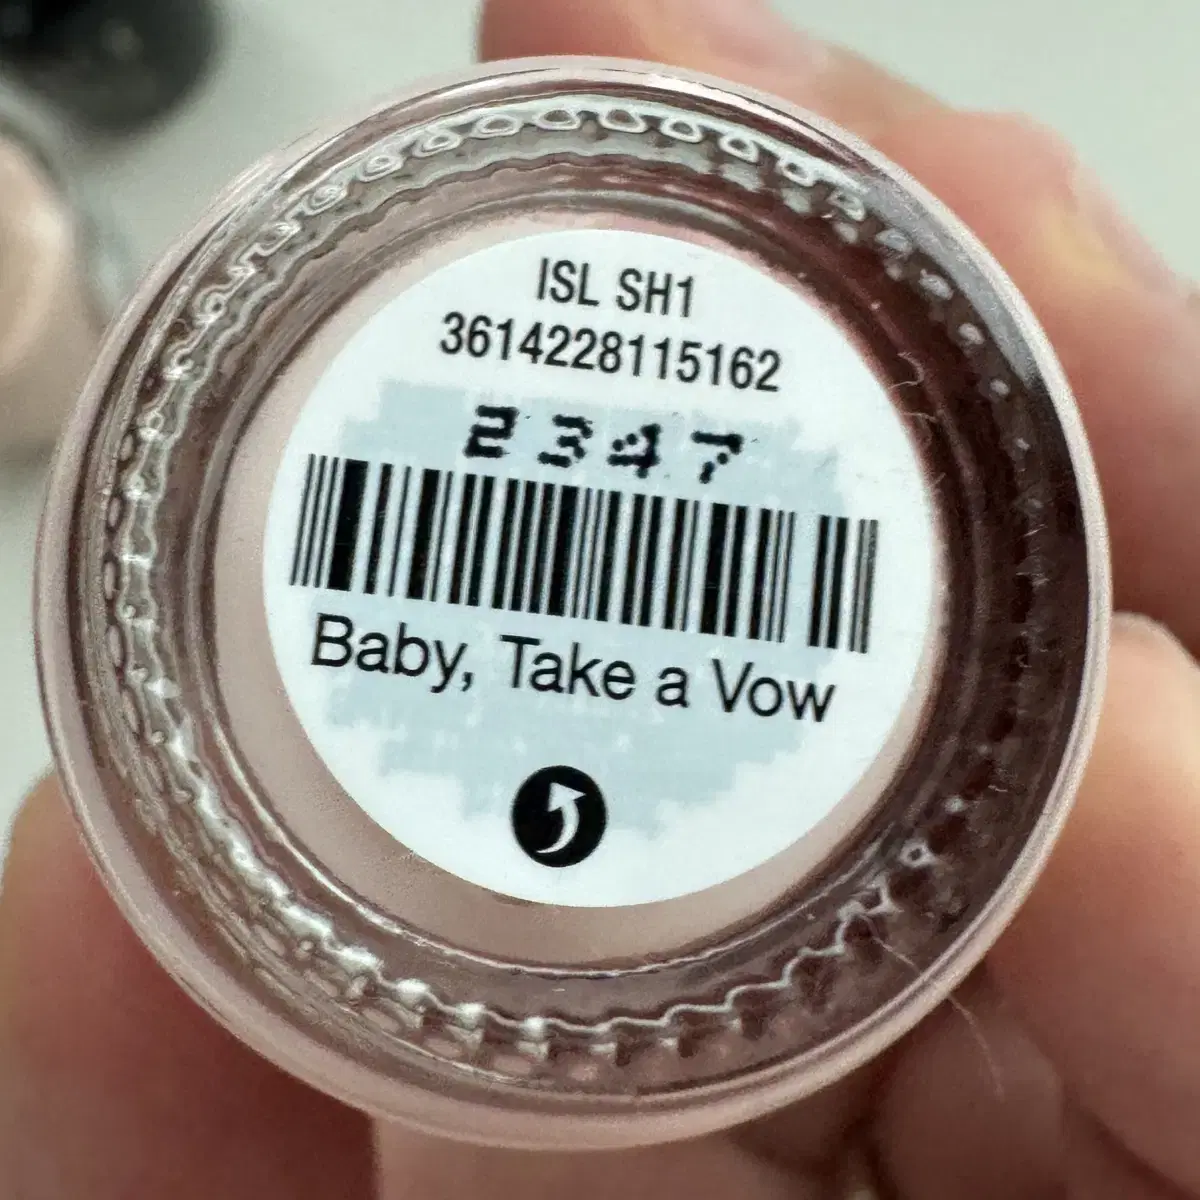 ISL SH1
3614228115162
2347
Baby, Take a Vow